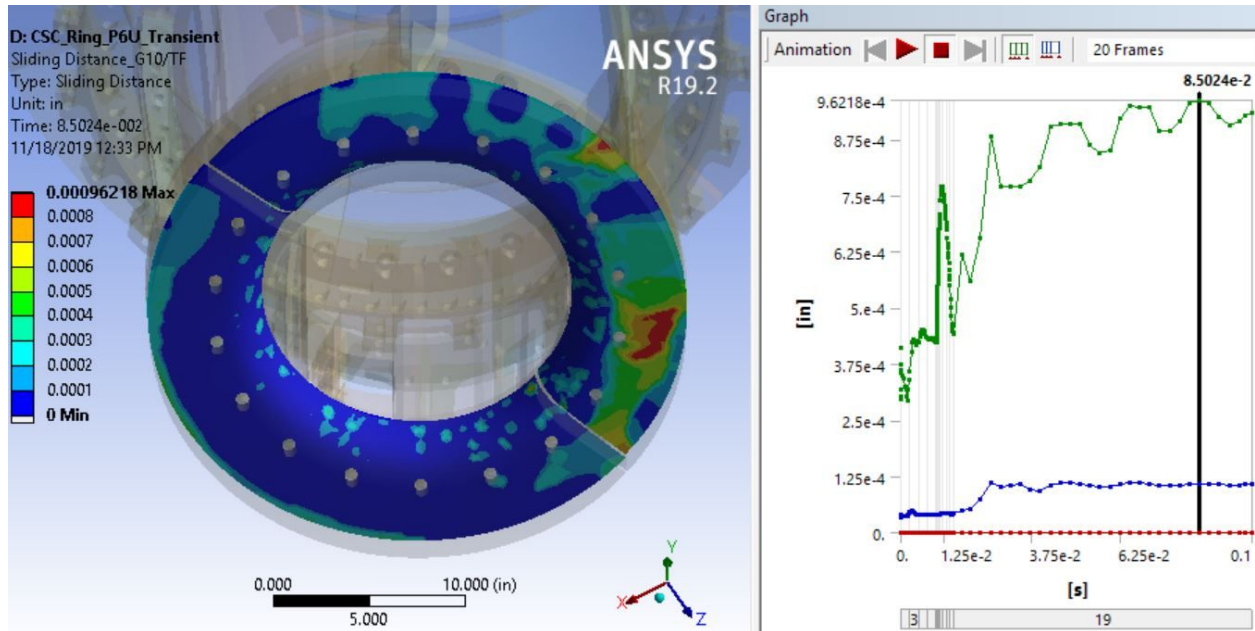 D: CSC_Ring_P6U_Transient
Sliding Distance_G10/TF
Type: Sliding Distance
Unit: in
Time: 8.5024e-002
11/18/2019 12:33 PM
ANSYS
R19.2
0.00096218 Max
0.0008
0.0007
0.0006
0.0005
0.0004
0.0003
0.0002
0.0001
0 Min
0.000
10.000 (in)
5.000
Y
X
Z
Graph
Animation
20 Frames
8.5024e-2
9.6218e-4
8.75e-4
7.5e-4
6.25e-4
5.e-4
3.75e-4
2.5e-4
1.25e-4
0.
[in]
0.
1.25e-2
3.75e-2
6.25e-2
0.1
[s]
3
19